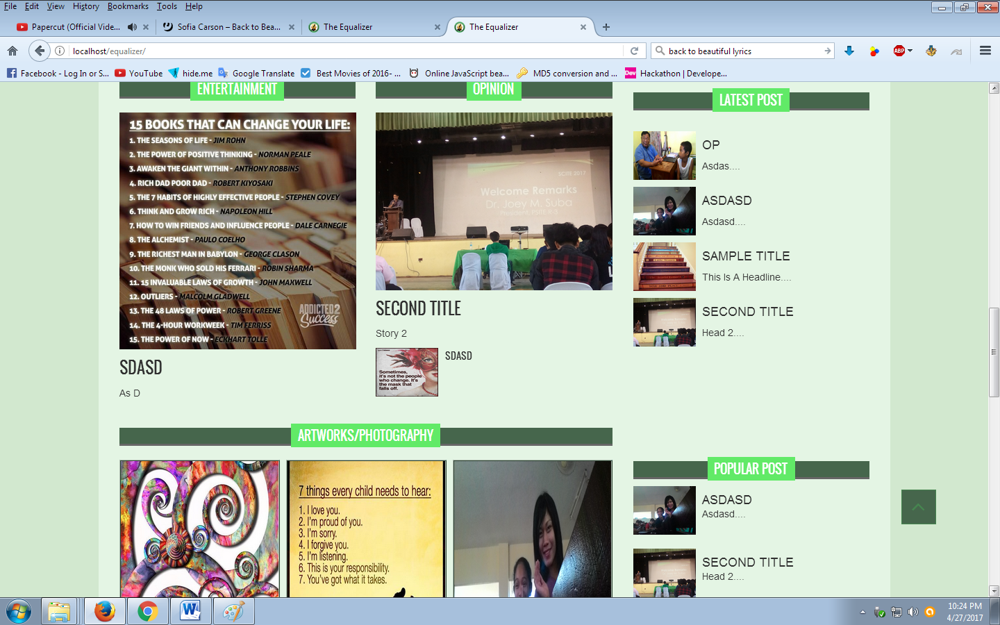 File Edit View History Bookmarks Tools Help
Papercut (Official Vide...
Sofia Carson – Back to Bea...
The Equalizer
The Equalizer
localhost/equalizer/
back to beautiful lyrics
Facebook - Log In or S...
YouTube
hide.me
Google Translate
Best Movies of 2016- ...
Online JavaScript bea...
MD5 conversion and ...
Hackathon | Develope...
ENTERTAINMENT
15 BOOKS THAT CAN CHANGE YOUR LIFE:
1. THE SEASONS OF LIFE - JIM ROHN
2. THE POWER OF POSITIVE THINKING - NORMAN PEALE
3. AWAKEN THE GIANT WITHIN - ANTHONY ROBBINS
4. RICH DAD POOR DAD - ROBERT KIYOSAKI
5. THE 7 HABITS OF HIGHLY EFFECTIVE PEOPLE - STEPHEN COVEY
6. THINK AND GROW RICH - NAPOLEON HILL
7. HOW TO WIN FRIENDS AND INFLUENCE PEOPLE - DALE CARNEGIE
8. THE ALCHEMIST - PAULO COELHO
9. THE RICHEST MAN IN BABYLON - GEORGE CLASON
10. THE MONK WHO SOLD HIS FERRARI - ROBIN SHARMA
11. 15 INVALUABLE LAWS OF GROWTH - JOHN MAXWELL
12. OUTLIERS - MALCOLM GLADWELL
13. THE 48 LAWS OF POWER - ROBERT GREENE
14. THE 4-HOUR WORKWEEK - TIM FERRISS
15. THE POWER OF NOW - ECKHART TOLLE
ADDICTED2
Success
SDASD
As D
OPINION
SCITE 2017
Welcome Remarks
Dr. Joey M. Suba
President, PSITE R-3
SECOND TITLE
Story 2
Sometimes,
it's not the people
who change. It's
the mask that
falls off.
SDASD
LATEST POST
OP
Asdas....
ASDASD
Asdasd....
SAMPLE TITLE
This Is A Headline....
SECOND TITLE
Head 2....
ARTWORKS/PHOTOGRAPHY
7 things every child needs to hear:
1. I love you.
2. I'm proud of you.
3. I'm sorry.
4. I forgive you.
5. I'm listening.
6. This is your responsibility.
7. You've got what it takes.
POPULAR POST
ASDASD
Asdasd....
SECOND TITLE
Head 2....
10:24 PM
4/27/2017